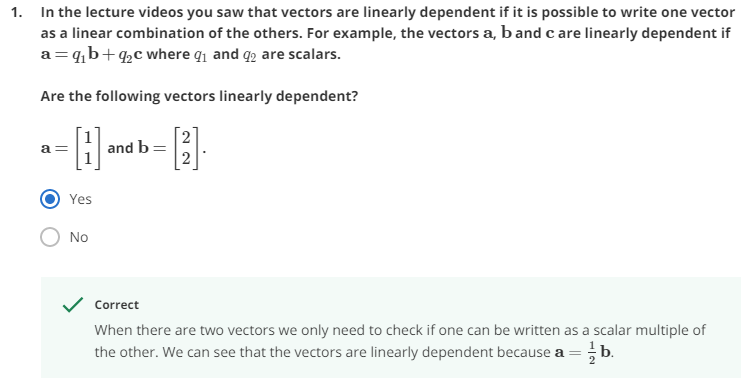 1. In the lecture videos you saw that vectors are linearly dependent if it is possible to write one vector
as a linear combination of the others. For example, the vectors a, b and c are linearly dependent if
a = q₁b + q₂c where q₁ and q₂ are scalars.
Are the following vectors linearly dependent?
a = [1 1] and b = [2 2].
Yes
No
Correct
When there are two vectors we only need to check if one can be written as a scalar multiple of
the other. We can see that the vectors are linearly dependent because a = ½ b.